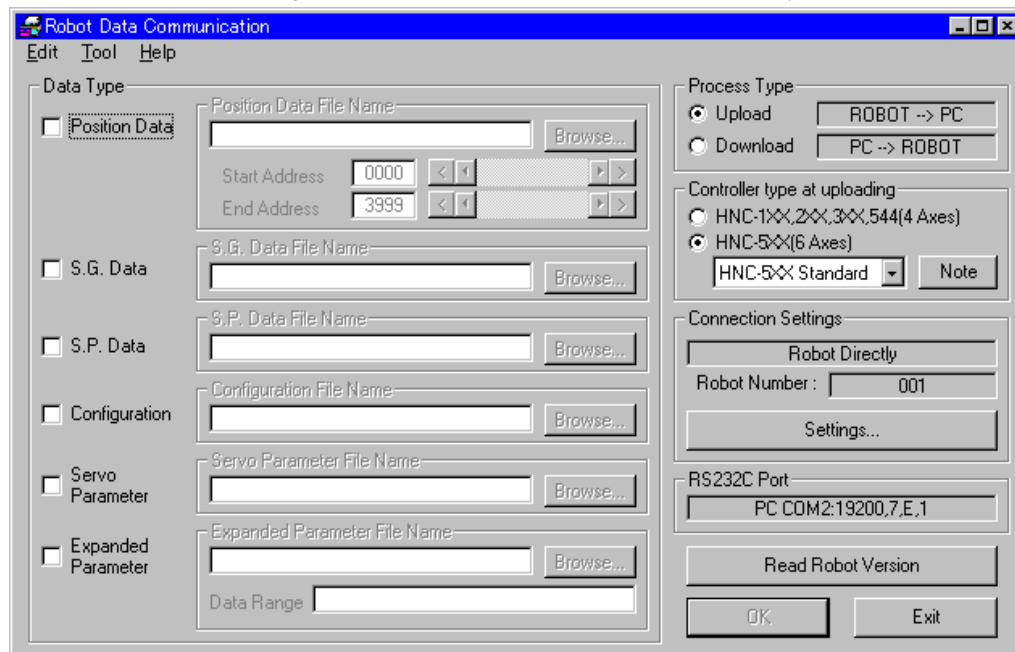 Robot Data Communication
Edit Tool Help
Data Type
Position Data
Position Data File Name
Browse...
Start Address 0000 < >
End Address 3999 < >
S.G. Data
S.G. Data File Name
Browse...
S.P. Data
S.P. Data File Name
Browse...
Configuration
Configuration File Name
Browse...
Servo
Parameter
Servo Parameter File Name
Browse...
Expanded
Parameter
Expanded Parameter File Name
Browse...
Data Range
Process Type
Upload ROBOT --> PC
Download PC --> ROBOT
Controller type at uploading
HNC-1XX,2XX,3XX,544(4 Axes)
HNC-5XX(6 Axes)
HNC-5XX Standard Note
Connection Settings
Robot Directly
Robot Number : 001
Settings...
RS232C Port
PC COM2:19200,7,E,1
Read Robot Version
OK Exit